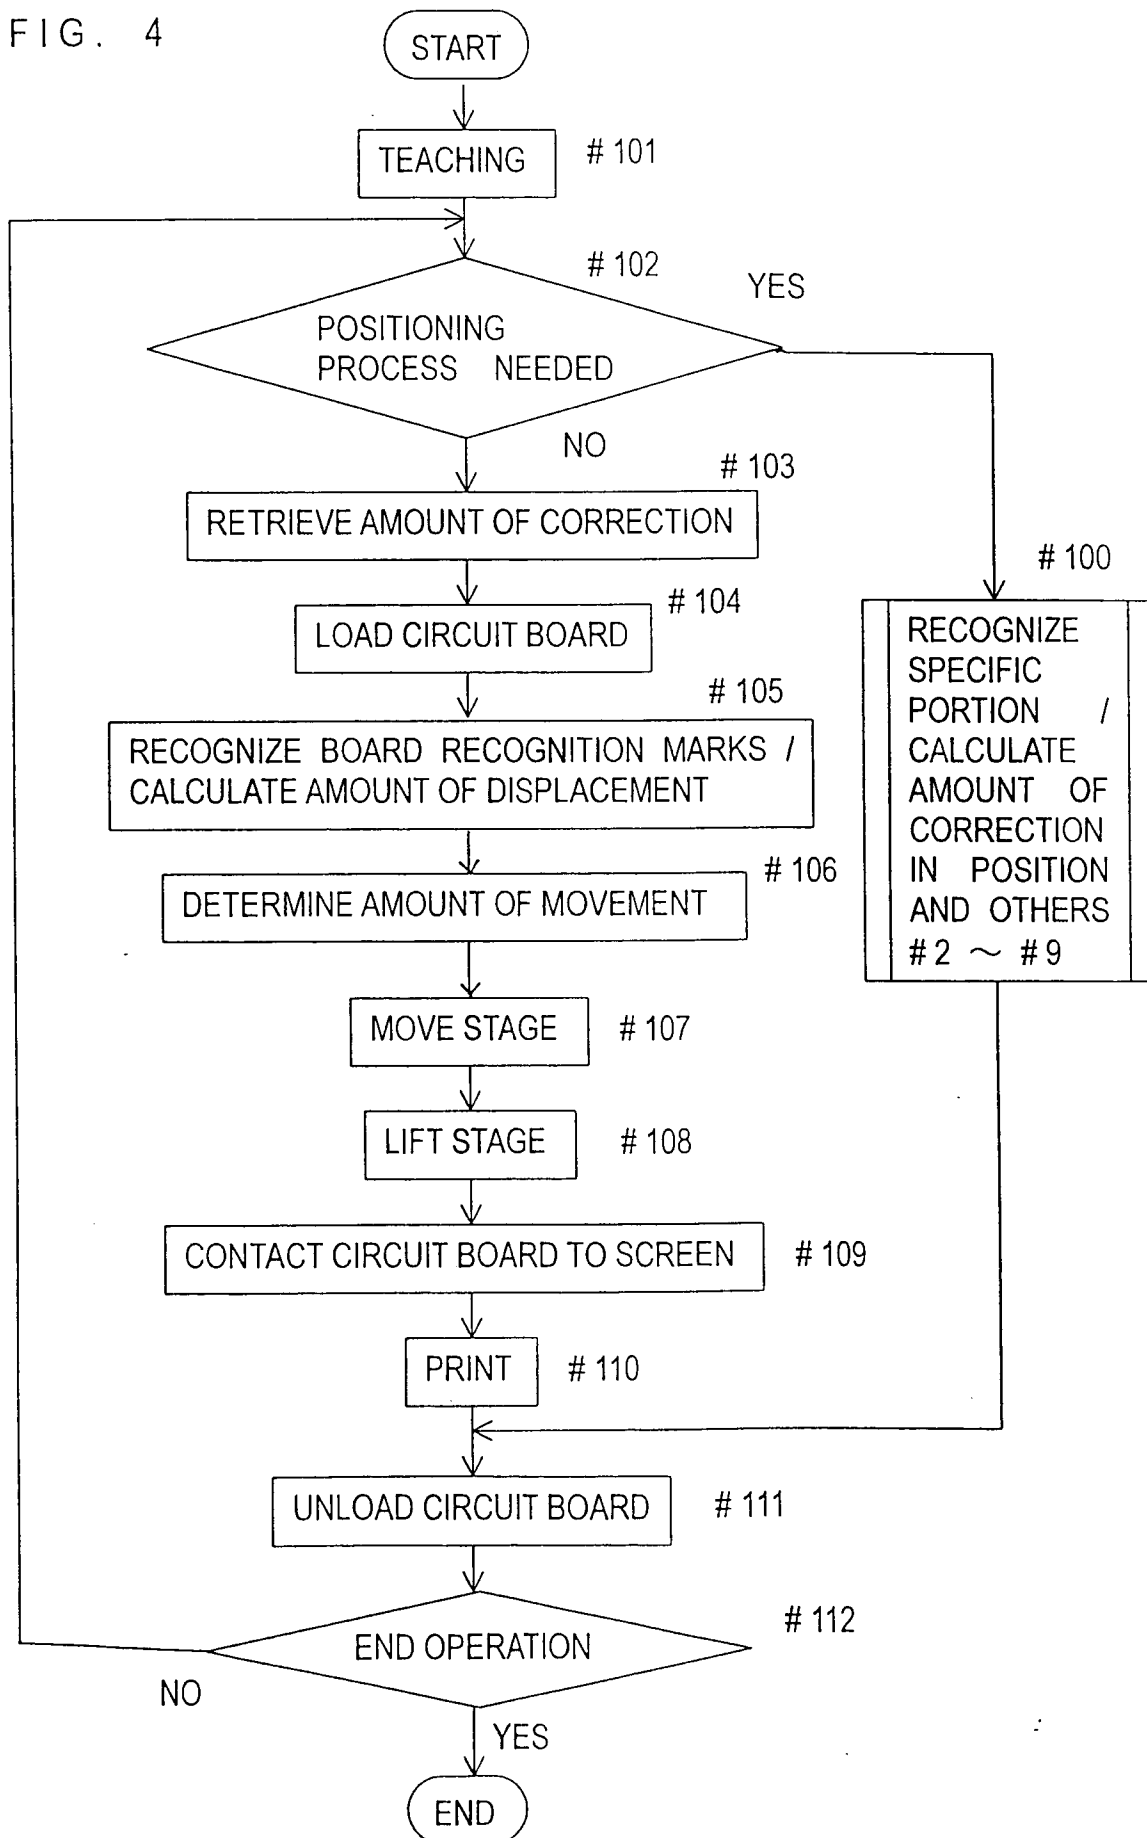 FIG. 4
START
TEACHING
# 101
# 102
YES
POSITIONING
PROCESS NEEDED
NO
# 103
RETRIEVE AMOUNT OF CORRECTION
# 100
# 104
LOAD CIRCUIT BOARD
RECOGNIZE
SPECIFIC
PORTION /
CALCULATE
AMOUNT OF
CORRECTION
IN POSITION
AND OTHERS
#2 ～ #9
# 105
RECOGNIZE BOARD RECOGNITION MARKS /
CALCULATE AMOUNT OF DISPLACEMENT
# 106
DETERMINE AMOUNT OF MOVEMENT
MOVE STAGE
# 107
LIFT STAGE
# 108
CONTACT CIRCUIT BOARD TO SCREEN
# 109
PRINT
# 110
UNLOAD CIRCUIT BOARD
# 111
# 112
END OPERATION
NO
YES
END